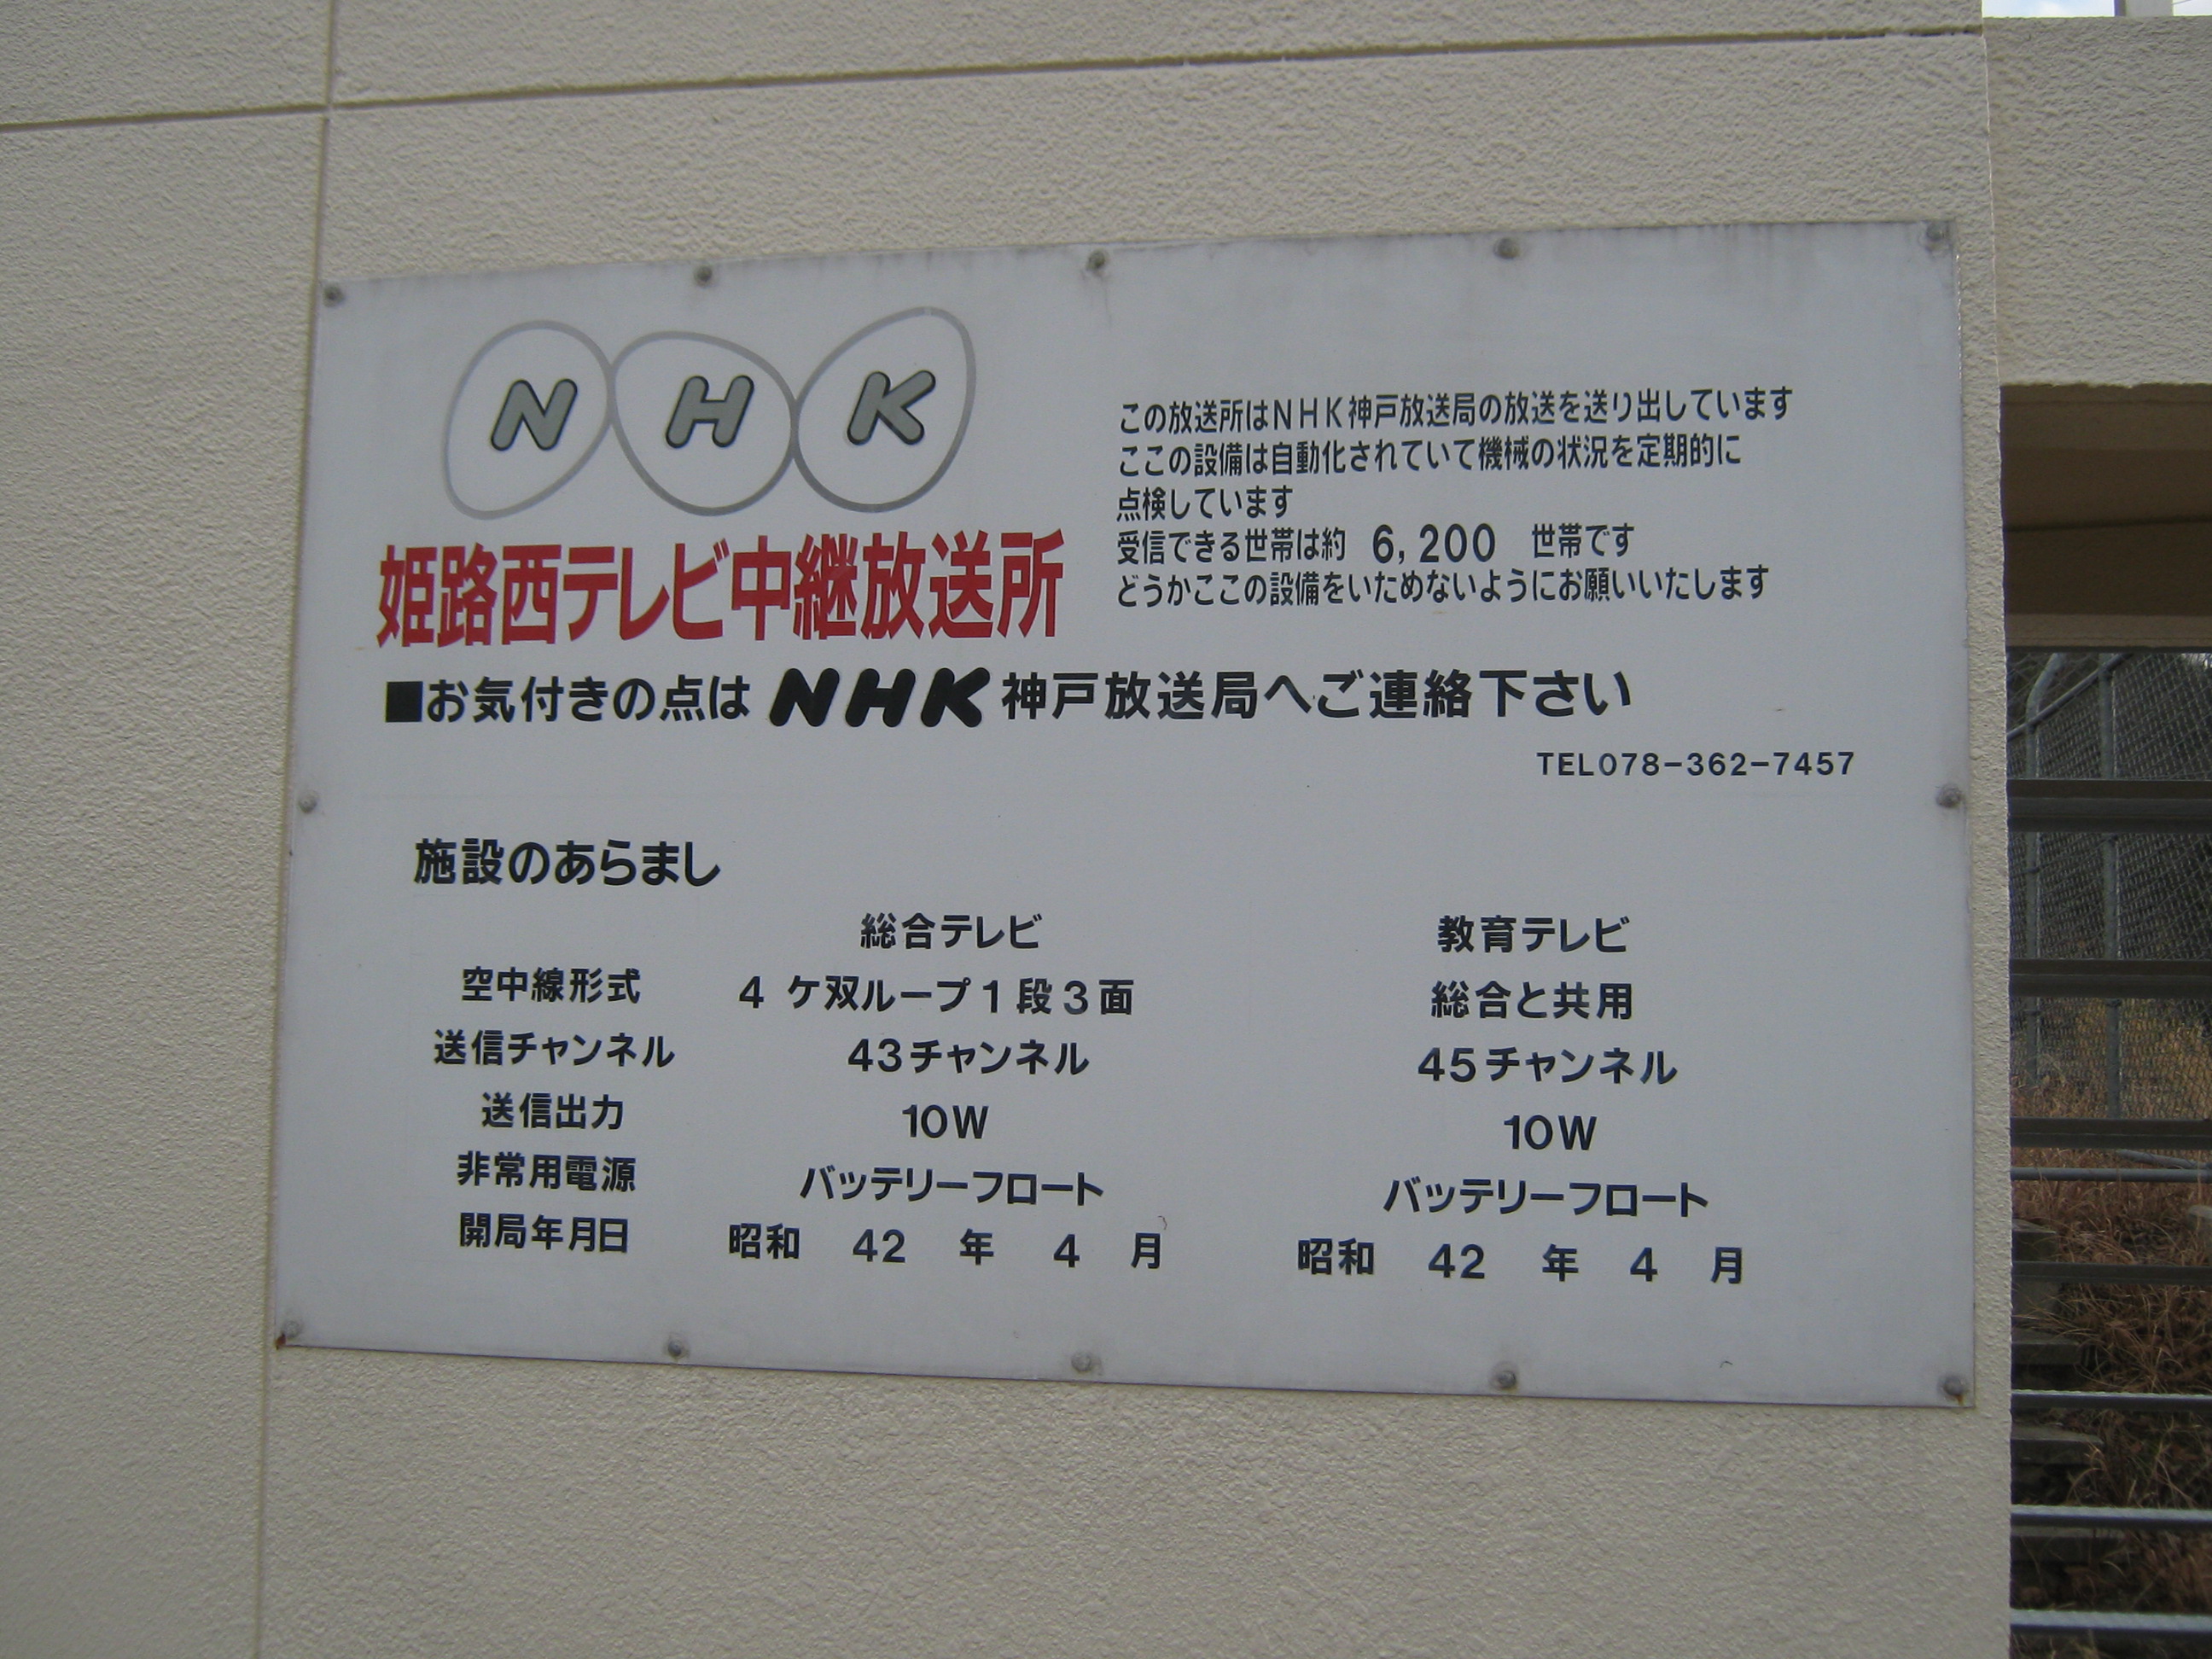 NHK
この放送所はNHK神戸放送局の放送を送り出しています
ここの設備は自動化されていて機械の状況を定期的に
点検しています
受信できる世帯は約 6,200 世帯です
どうかここの設備をいためないようにお願いいたします
姫路西テレビ中継放送所
■お気付きの点はNHK神戸放送局へご連絡下さい
TEL078-362-7457
施設のあらまし
総合テレビ 教育テレビ
空中線形式 4ケ双ループ1段3面 総合と共用
送信チャンネル 43チャンネル 45チャンネル
送信出力 10W 10W
非常用電源 バッテリーフロート バッテリーフロート
開局年月日 昭和 42 年 4 月 昭和 42 年 4 月